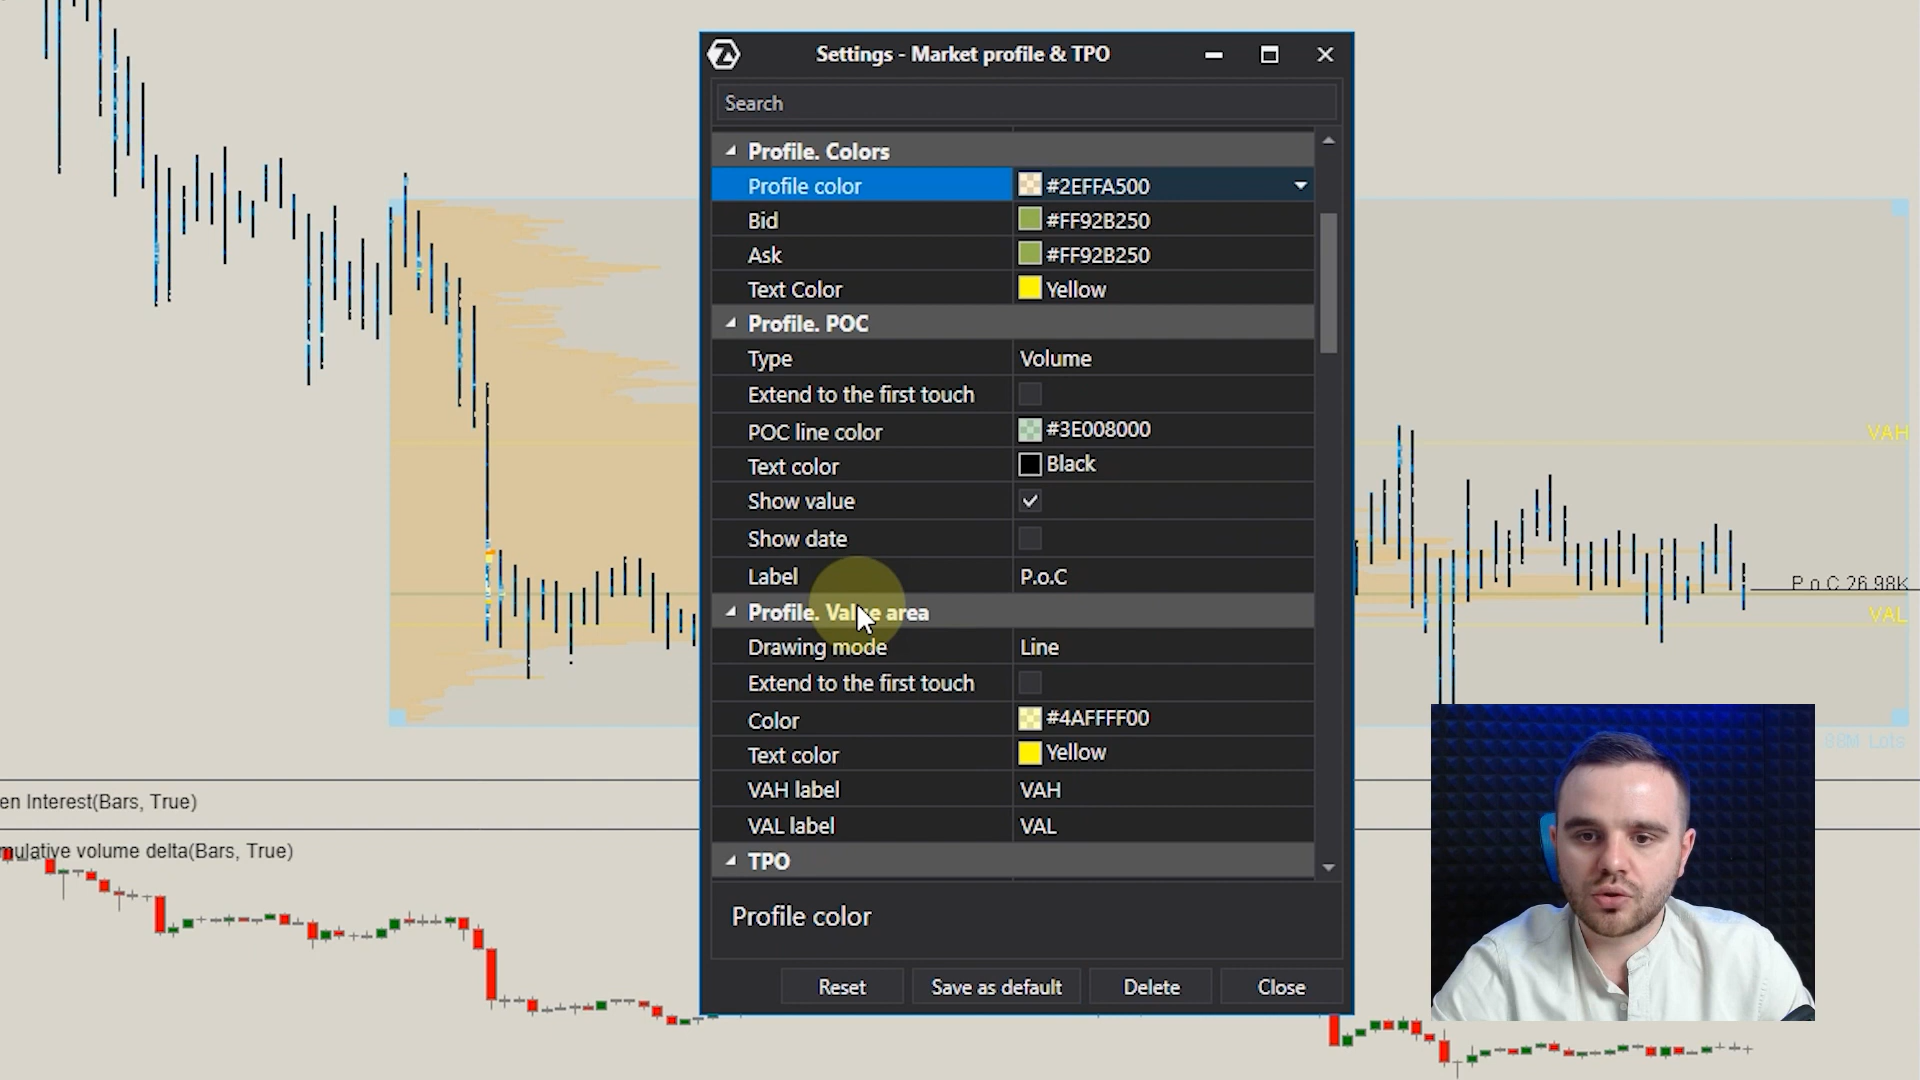 Settings - Market profile & TPO
Search
Profile. Colors
Profile color #2EFFA500
Bid #FF92B250
Ask #FF92B250
Text Color Yellow
Profile. POC
Type Volume
Extend to the first touch
POC line color #3E008000
Text color Black
Show value
Show date
Label P.o.C
Profile. Value area
Drawing mode Line
Extend to the first touch
Color #4AFFFF00
Text color Yellow
VAH label VAH
VAL label VAL
TPO
Profile color
Reset Save as default Delete Close
VAH
P.o.C 26.98K
VAL
Lots
en Interest(Bars, True)
mulative volume delta(Bars, True)